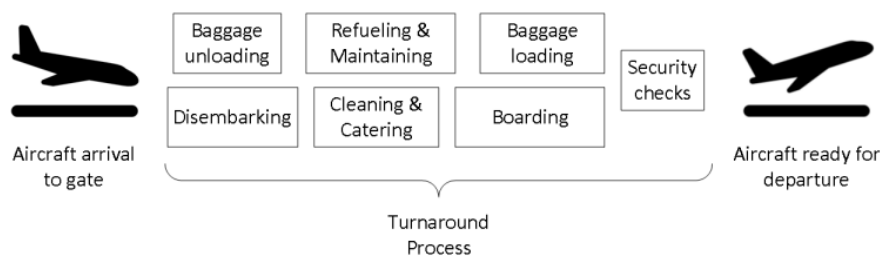 Baggage
unloading
Refueling &
Maintaining
Baggage
loading
Security
checks
Disembarking
Cleaning &
Catering
Boarding
Aircraft arrival
to gate
Aircraft ready for
departure
Turnaround
Process